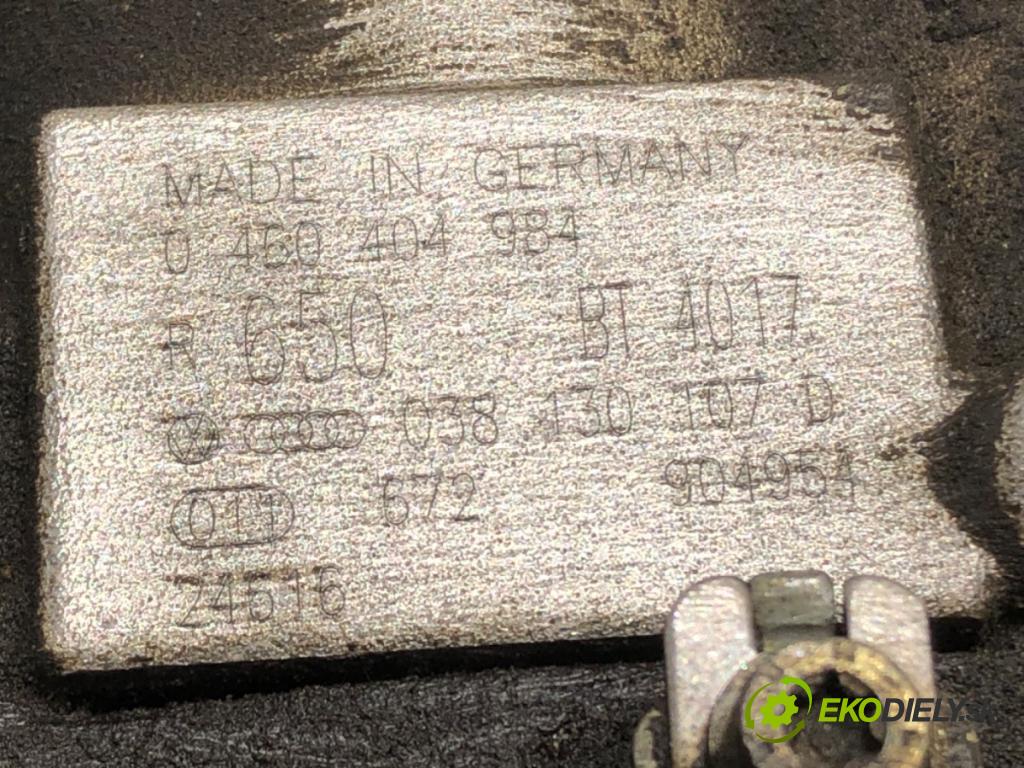 MADE IN GERMANY
0 460 404 984
R 650 BT 4017
038 130 107 D
011 672 904954
24616
EKODIELY.SK